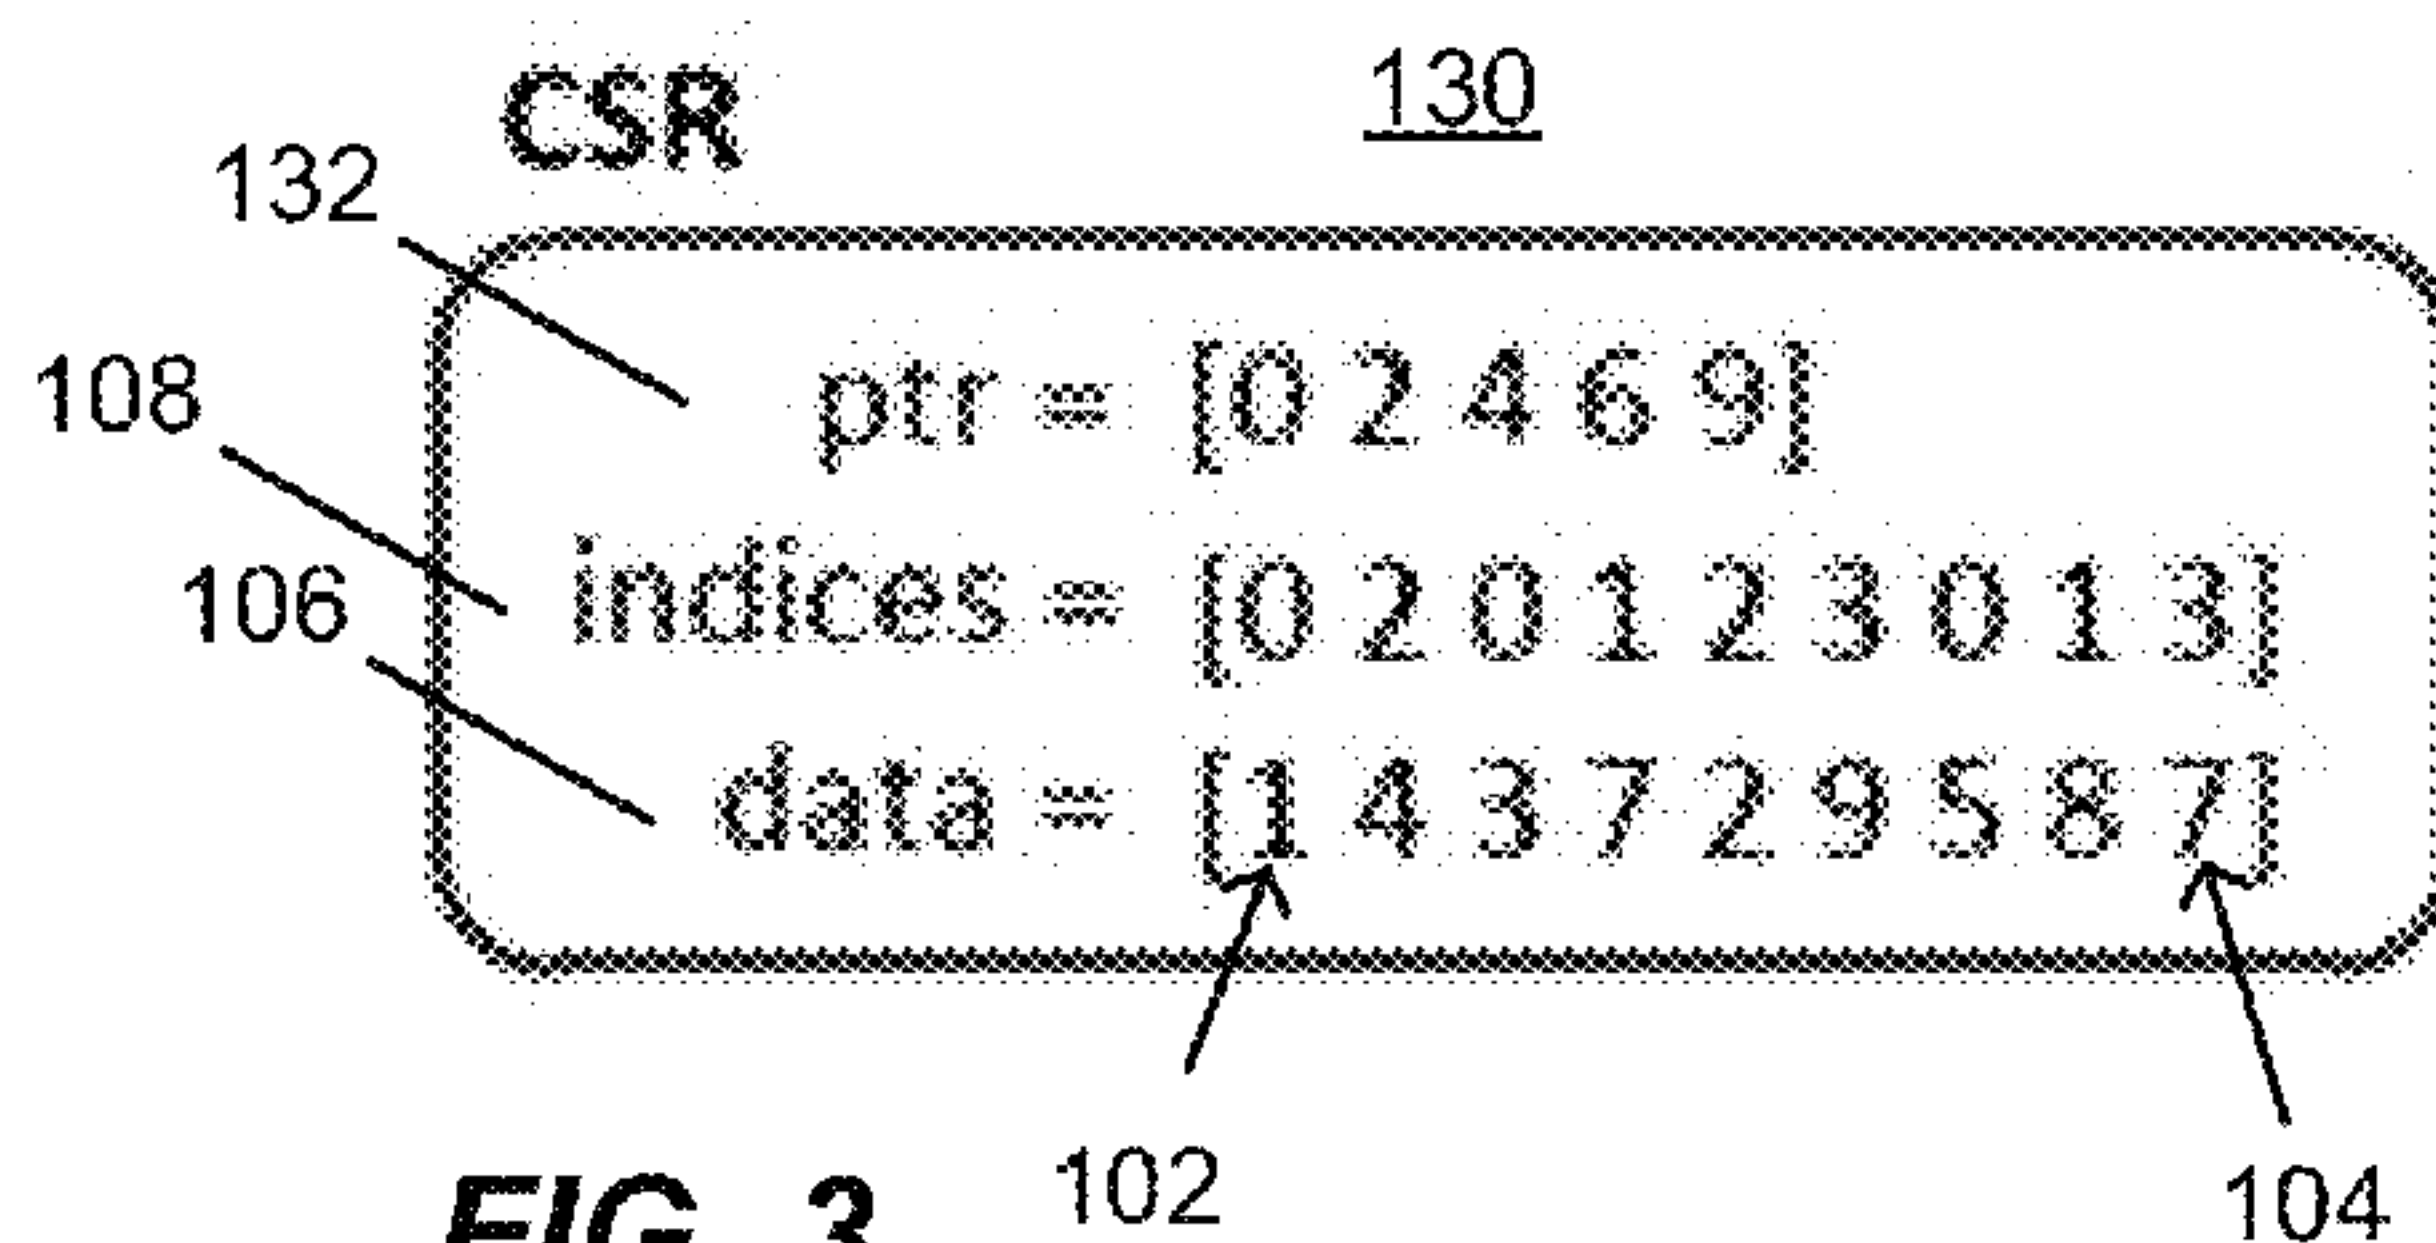 CSR
130
132
108
106
ptr = [0 2 4 6 9]
indices = [0 2 0 1 2 3 0 1 3]
data = [1 4 3 7 2 9 5 8 7]
102
104
FIG. 3